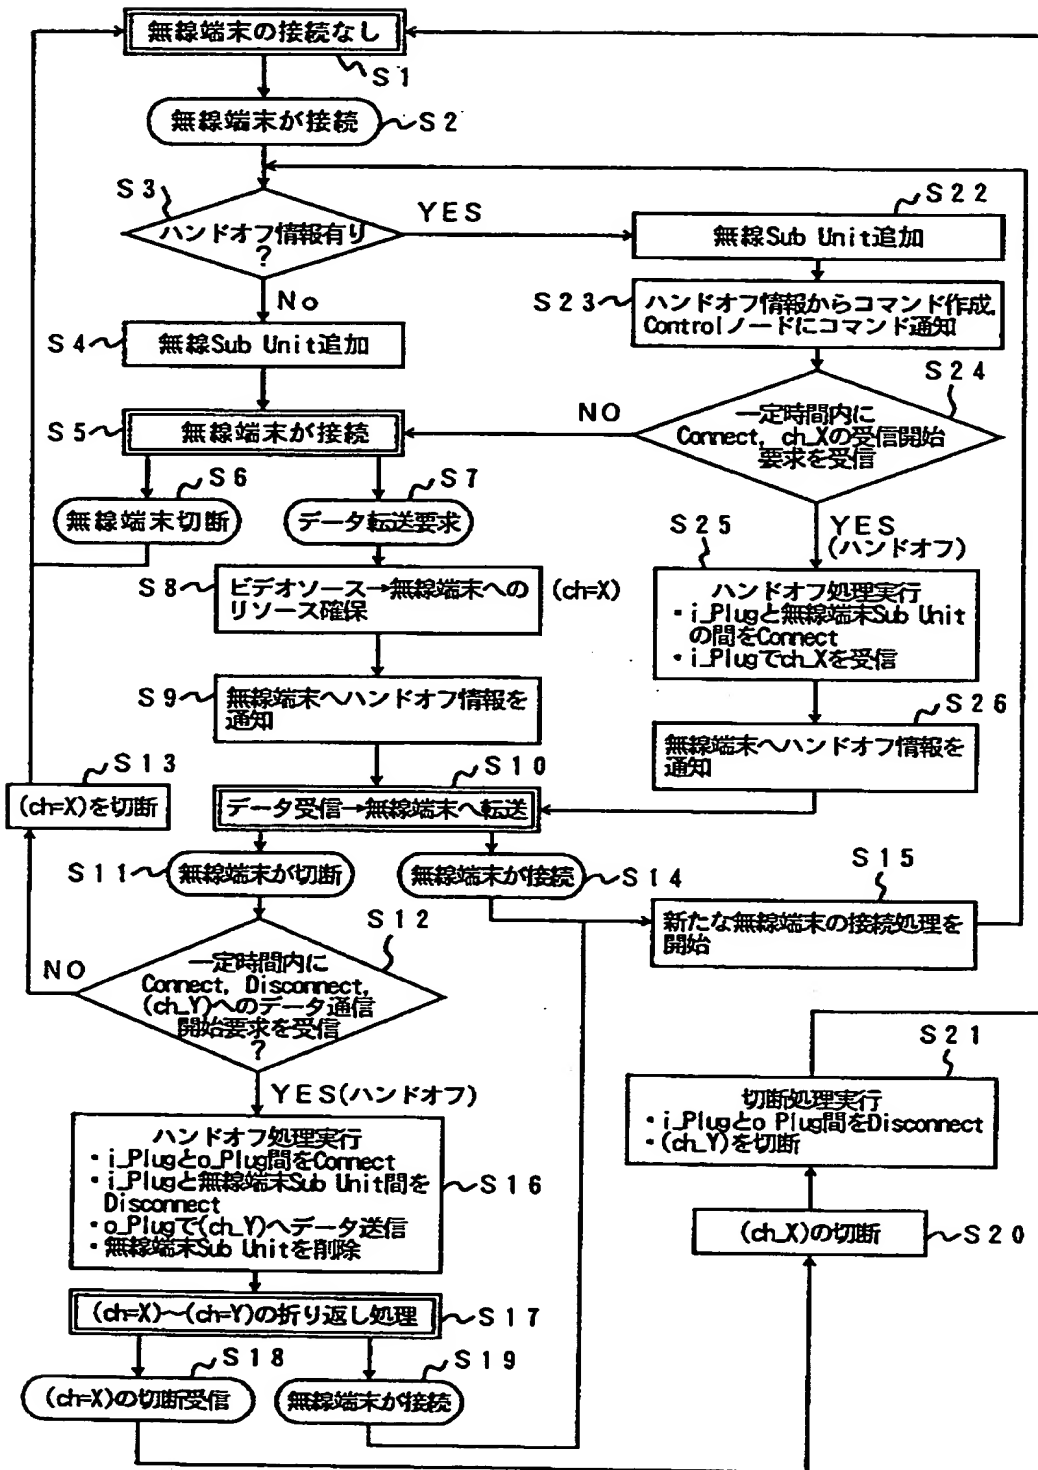 無線端末の接続なし
S1
無線端末が接続
S2
S3
ハンドオフ情報有り
?
YES
No
S4
無線Sub Unit追加
S5
無線端末が接続
S6
無線端末切断
S7
データ転送要求
S8
ビデオソース→無線端末への
リソース確保
(ch=X)
S9
無線端末へハンドオフ情報を
通知
S10
データ受信→無線端末へ転送
S11
無線端末が切断
S12
一定時間内に
Connect, Disconnect,
(ch_Y)へのデータ通信
開始要求を受信
?
NO
S13
(ch=X)を切断
YES(ハンドオフ)
S14
無線端末が接続
S15
新たな無線端末の接続処理を
開始
S16
ハンドオフ処理実行
・i_Plugとo_Plug間をConnect
・i_Plugと無線端末Sub Unit間を
Disconnect
・o_Plugで(ch_Y)へデータ送信
・無線端末Sub Unitを削除
S17
(ch=X)～(ch=Y)の折り返し処理
S18
(ch=X)の切断受信
S19
無線端末が接続
S20
(ch_X)の切断
S21
切断処理実行
・i_Plugとo Plug間をDisconnect
・(ch_Y)を切断
S22
無線Sub Unit追加
S23
ハンドオフ情報からコマンド作成,
Controlノードにコマンド通知
S24
一定時間内に
Connect, ch_Xの受信開始
要求を受信
NO
YES
(ハンドオフ)
S25
ハンドオフ処理実行
・i_Plugと無線端末Sub Unit
の間をConnect
・i_Plugでch_Xを受信
S26
無線端末へハンドオフ情報を
通知